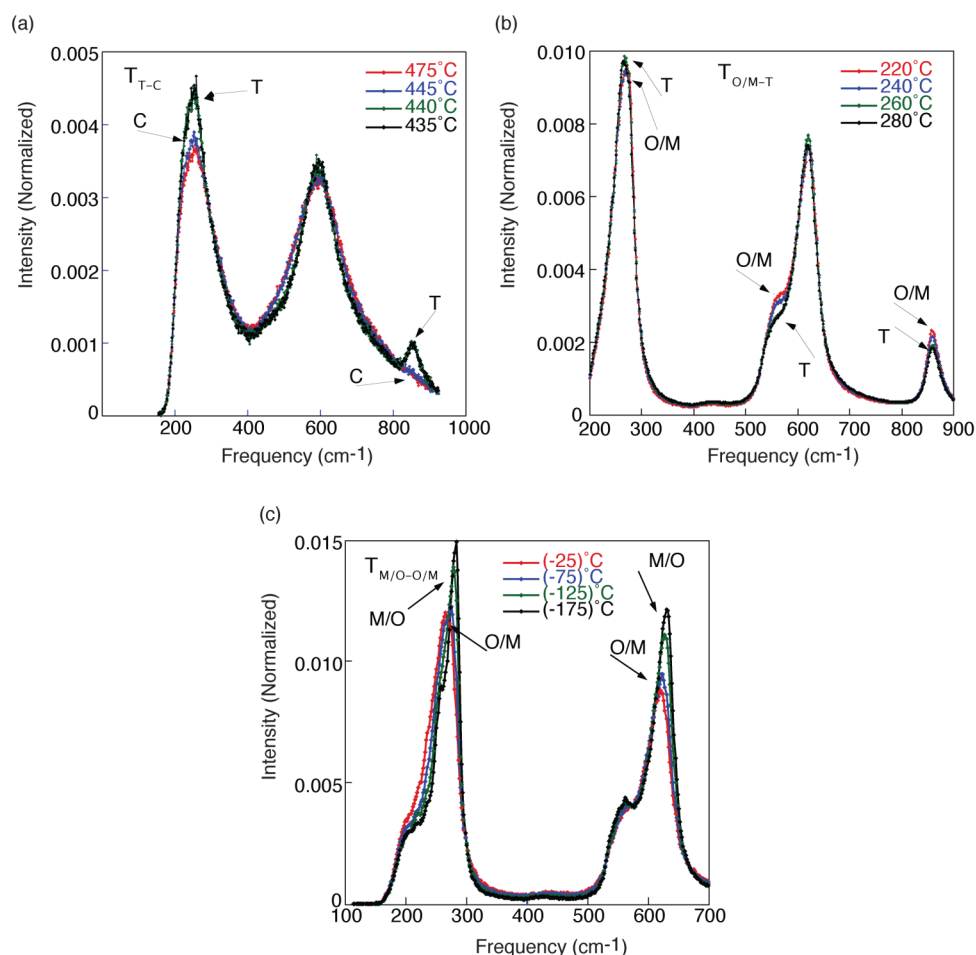 (a)
T T–C
475°C
445°C
440°C
435°C
T
C
T
C
0.005
0.004
0.003
0.002
0.001
0
200 400 600 800 1000
Frequency (cm-1)
Intensity (Normalized)
(b)
T O/M–T
220°C
240°C
260°C
280°C
T
O/M
O/M
T
O/M
T
0.010
0.008
0.006
0.004
0.002
0
200 300 400 500 600 700 800 900
Frequency (cm-1)
Intensity (Normalized)
(c)
T M/O–O/M
(-25)°C
(-75)°C
(-125)°C
(-175)°C
M/O
M/O
O/M
O/M
0.015
0.010
0.005
0
100 200 300 400 500 600 700
Frequency (cm-1)
Intensity (Normalized)